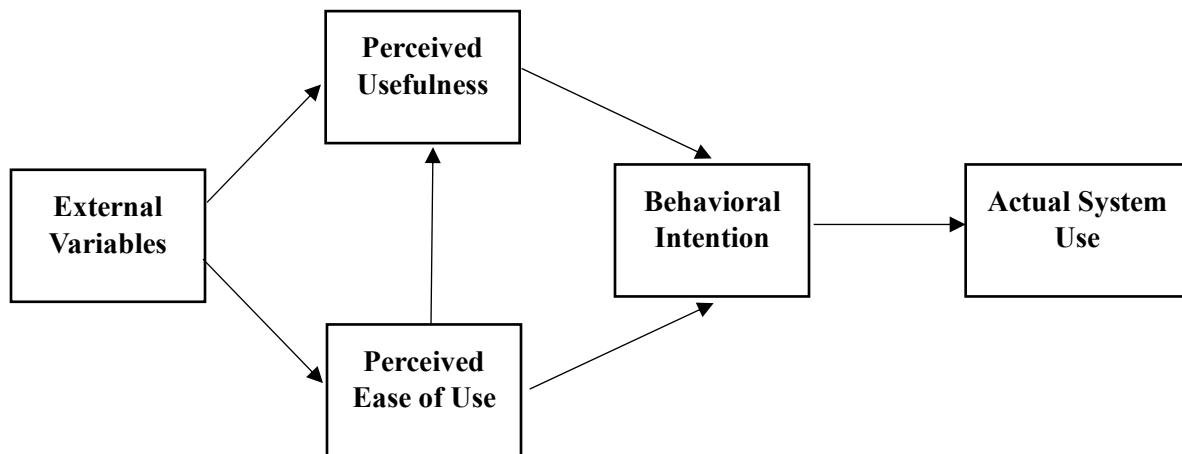 Perceived
Usefulness
External
Variables
Behavioral
Intention
Actual System
Use
Perceived
Ease of Use